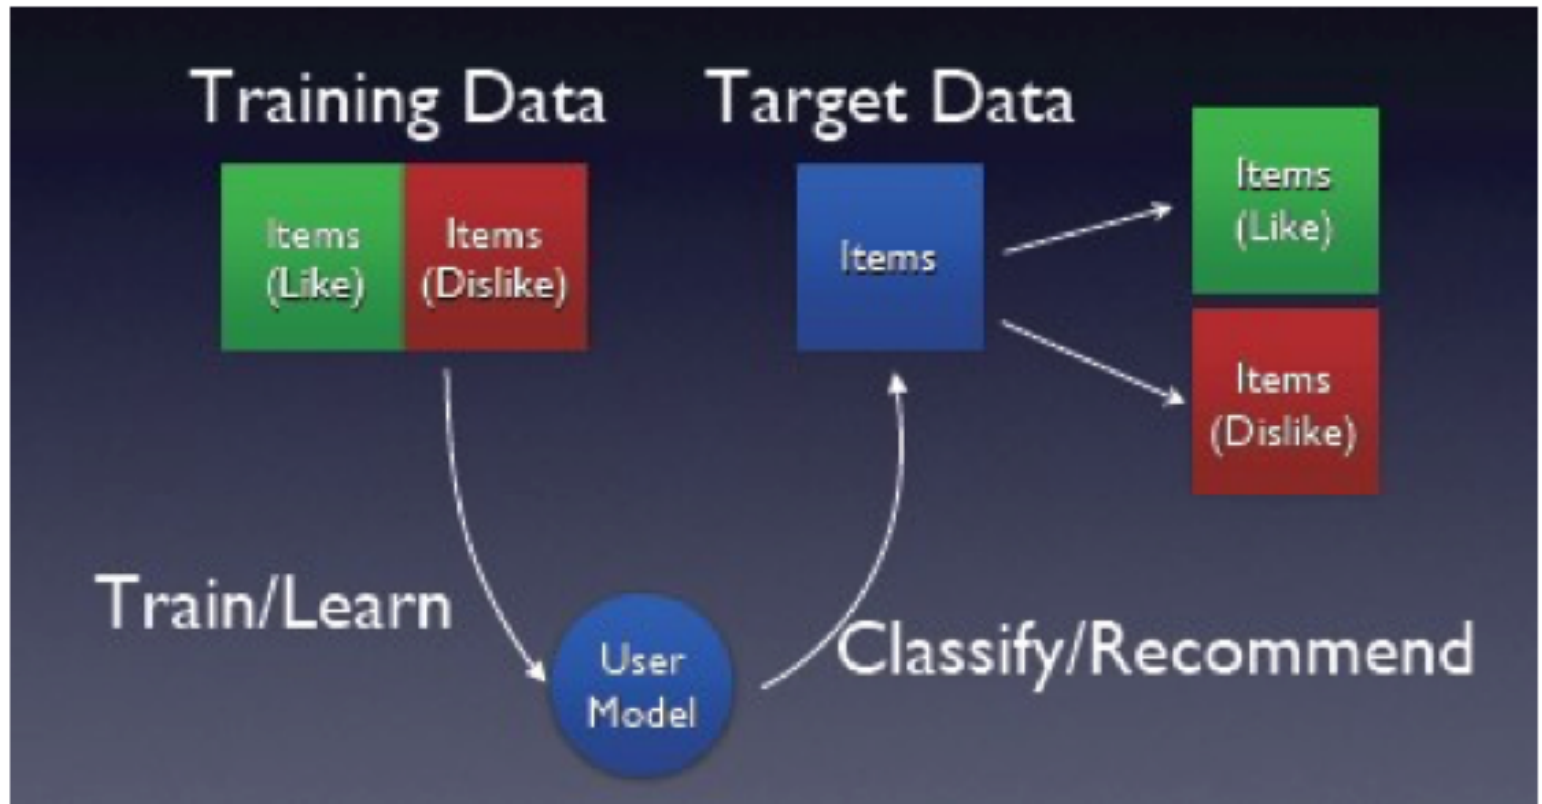 Training Data
Target Data
Items
(Like)
Items
(Dislike)
Items
Items
(Like)
Items
(Dislike)
Train/Learn
User
Model
Classify/Recommend